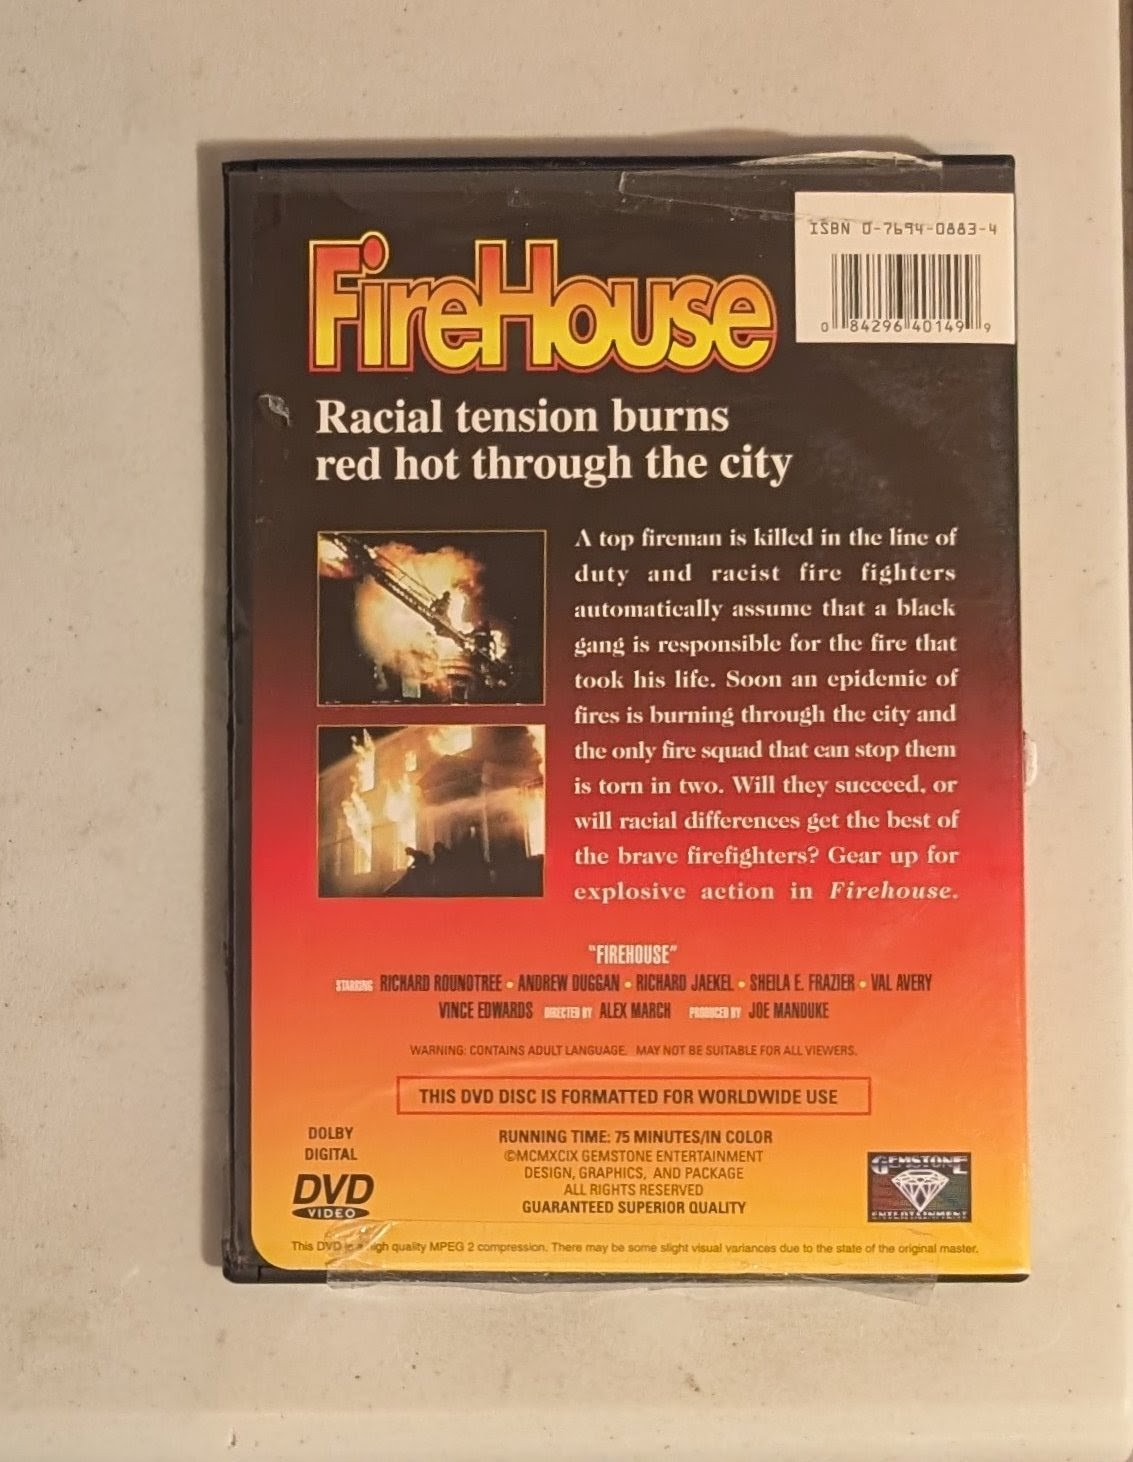 ISBN 0-7694-0883-4
0 84296 40149 9
FireHouse
Racial tension burns
red hot through the city
A top fireman is killed in the line of
duty and racist fire fighters
automatically assume that a black
gang is responsible for the fire that
took his life. Soon an epidemic of
fires is burning through the city and
the only fire squad that can stop them
is torn in two. Will they succeed, or
will racial differences get the best of
the brave firefighters? Gear up for
explosive action in Firehouse.
"FIREHOUSE"
STARRING RICHARD ROUNDTREE • ANDREW DUGGAN • RICHARD JAEKEL • SHEILA E. FRAZIER • VAL AVERY
VINCE EDWARDS DIRECTED BY ALEX MARCH PRODUCED BY JOE MANDUKE
WARNING: CONTAINS ADULT LANGUAGE. MAY NOT BE SUITABLE FOR ALL VIEWERS.
THIS DVD DISC IS FORMATTED FOR WORLDWIDE USE
DOLBY
DIGITAL
DVD
VIDEO
RUNNING TIME: 75 MINUTES/IN COLOR
©MCMXCIX GEMSTONE ENTERTAINMENT
DESIGN, GRAPHICS, AND PACKAGE
ALL RIGHTS RESERVED
GUARANTEED SUPERIOR QUALITY
GEMSTONE
ENTERTAINMENT
This DVD is a high quality MPEG 2 compression. There may be some slight visual variances due to the state of the original master.